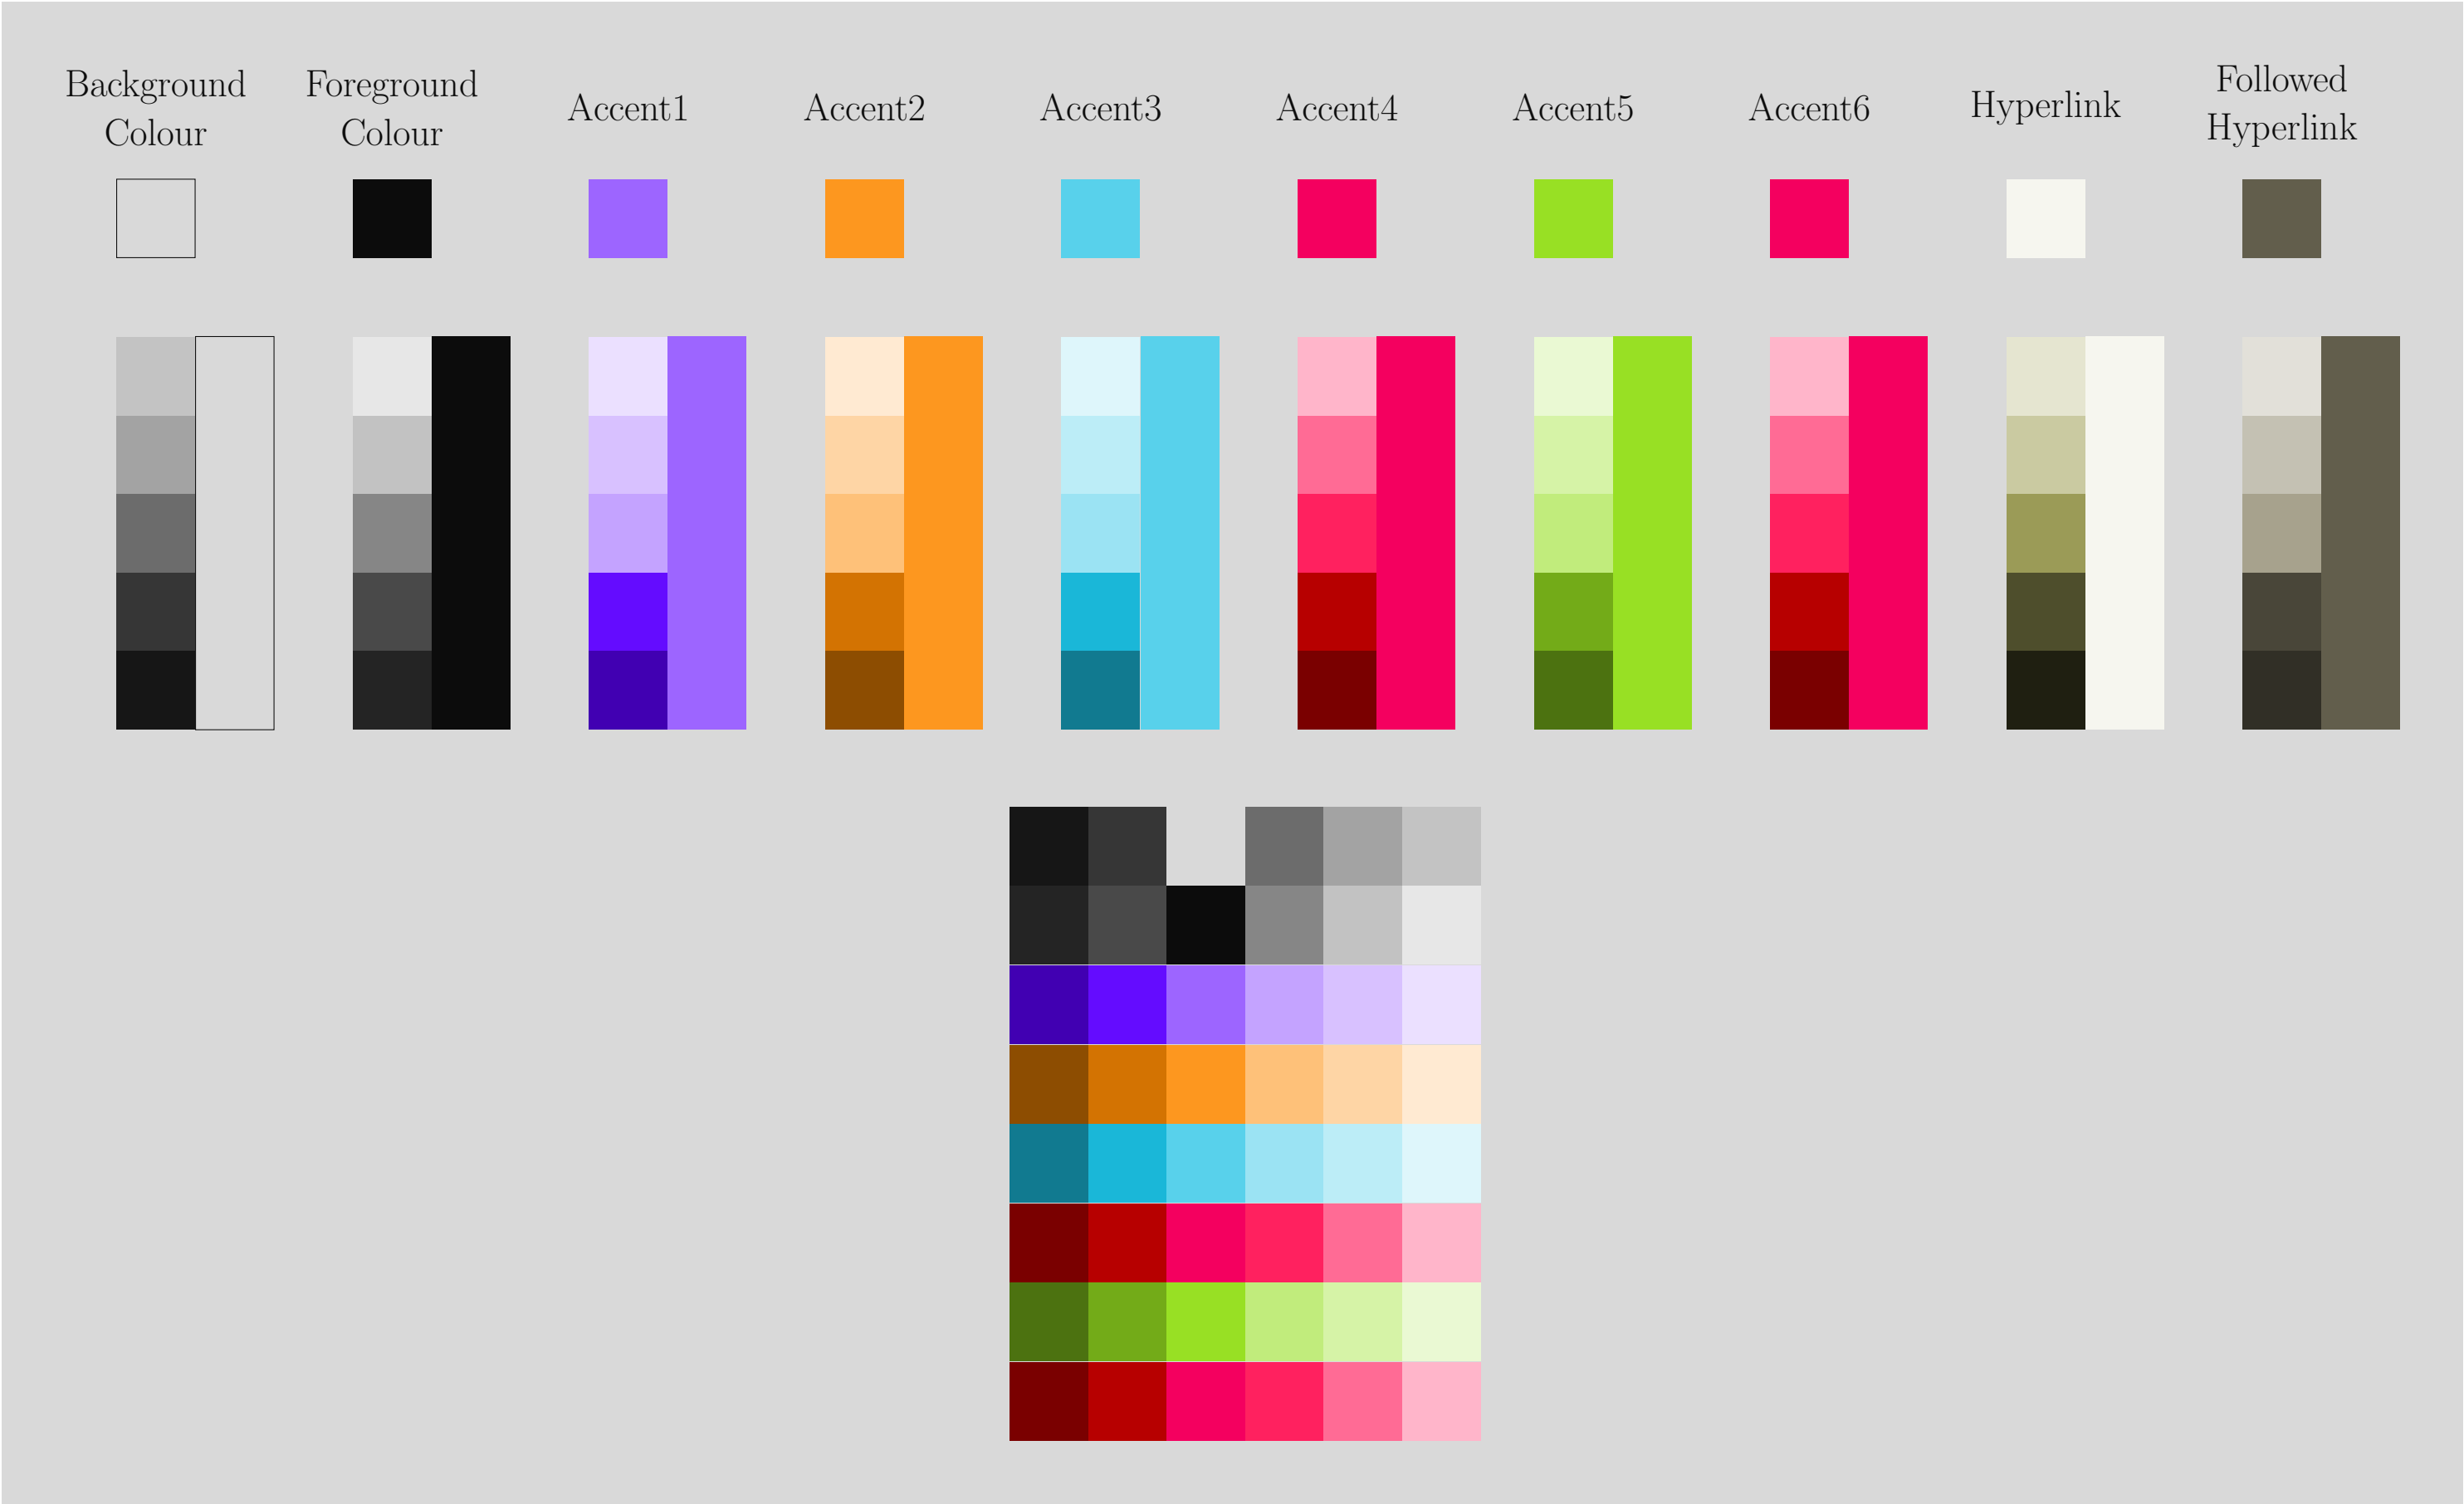 Background
Colour
Foreground
Colour
Accent1
Accent2
Accent3
Accent4
Accent5
Accent6
Hyperlink
Followed
Hyperlink